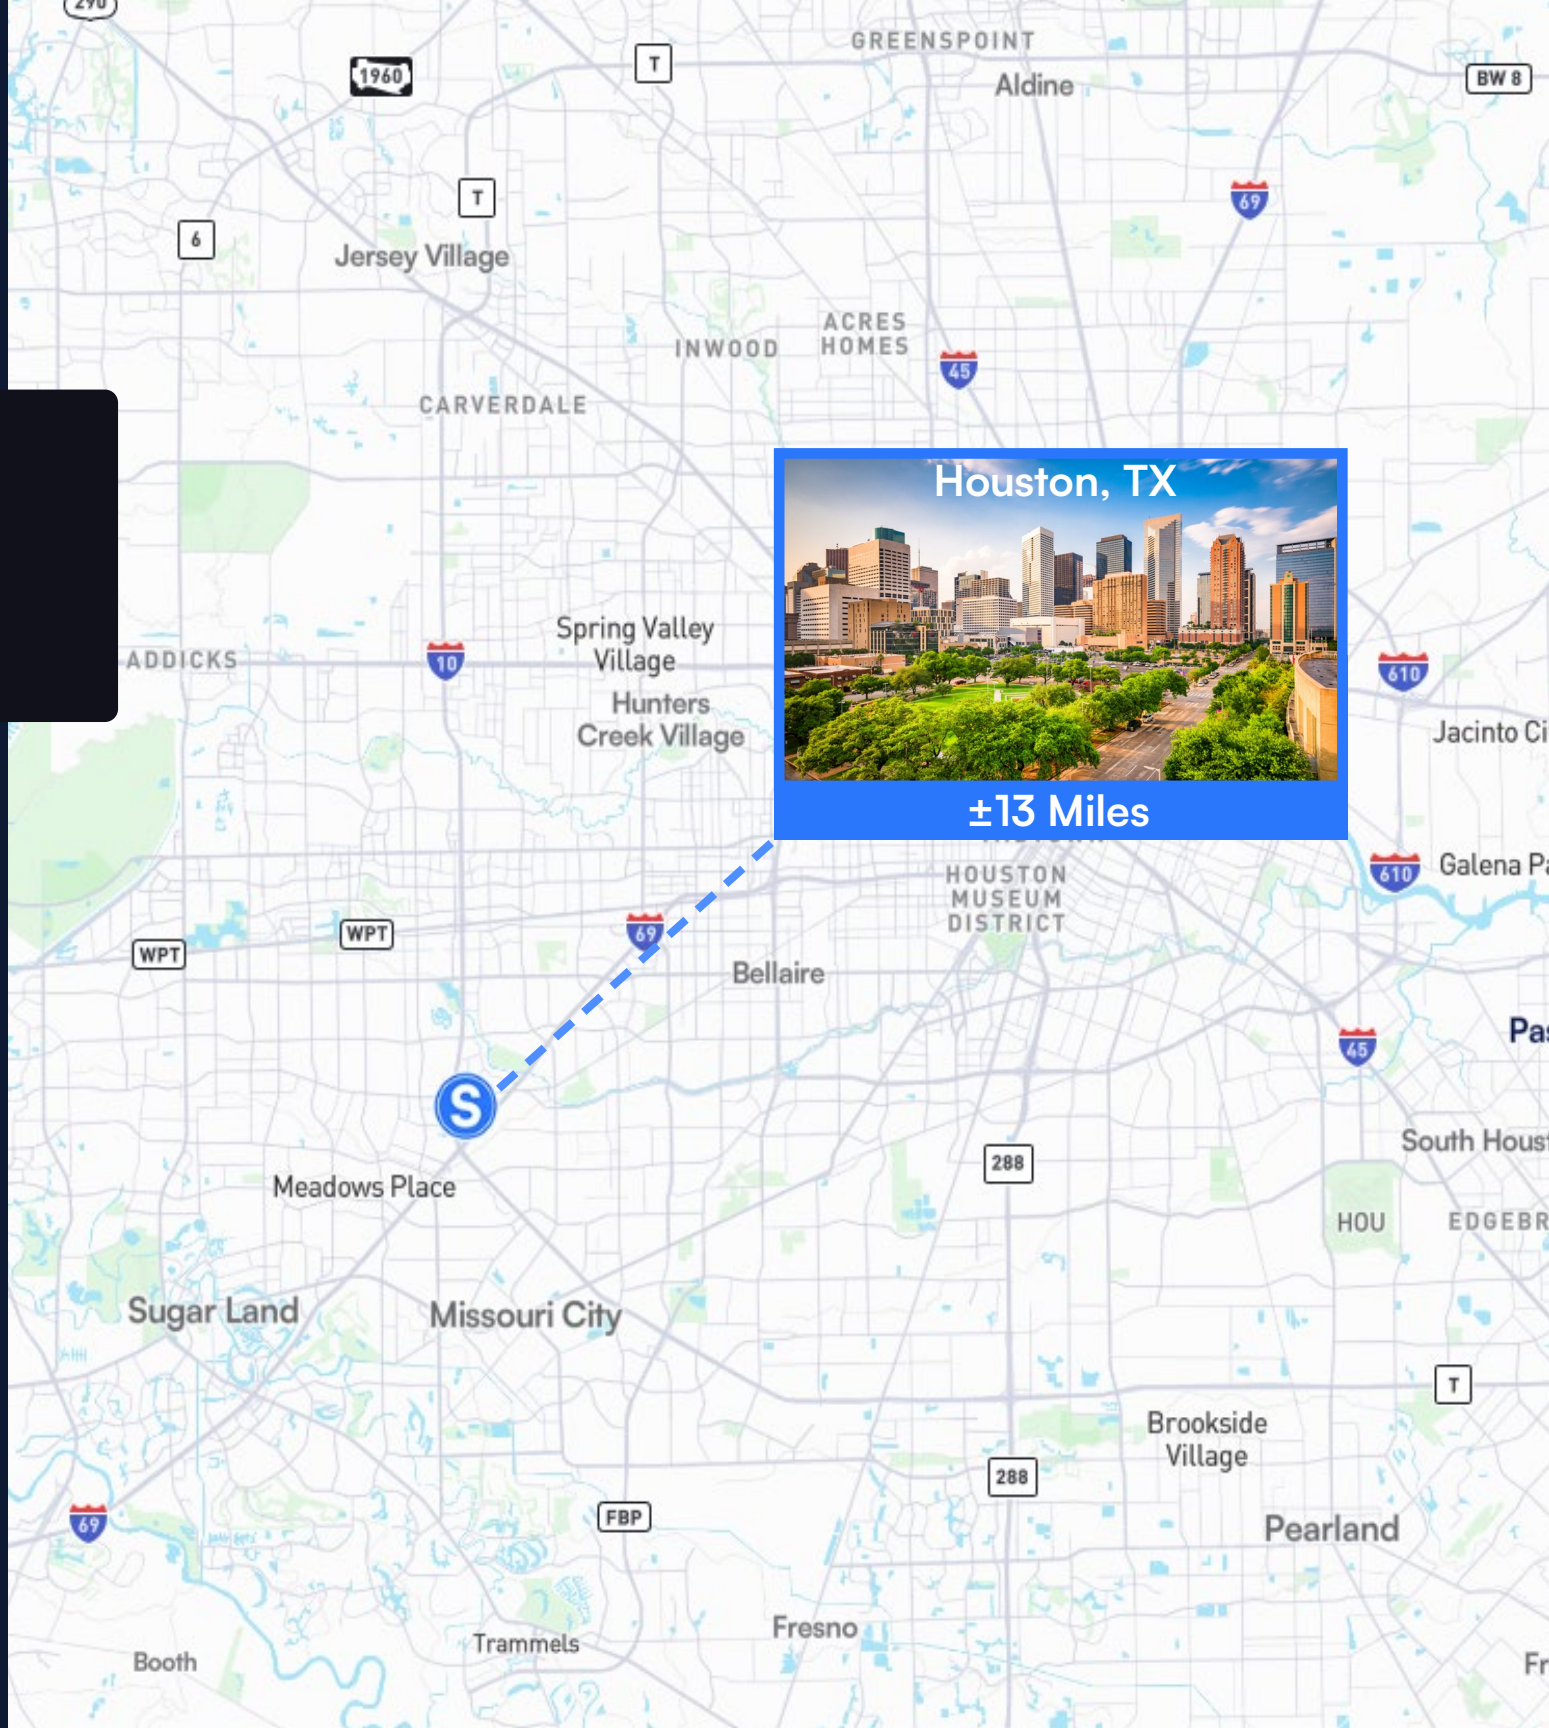 290
GREENSPOINT
1960
T
Aldine
BW 8
T
69
6
Jersey Village
ACRES
HOMES
INWOOD
45
CARVERDALE
Houston, TX
Spring Valley
Village
ADDICKS
10
610
Hunters
Creek Village
Jacinto Ci
±13 Miles
HOUSTON
MUSEUM
DISTRICT
610
Galena Pa
WPT
69
WPT
Bellaire
Pas
45
S
South Houst
288
Meadows Place
HOU
EDGEBR
Sugar Land
Missouri City
T
Brookside
Village
288
69
FBP
Pearland
Fresno
Trammels
Booth
Fr